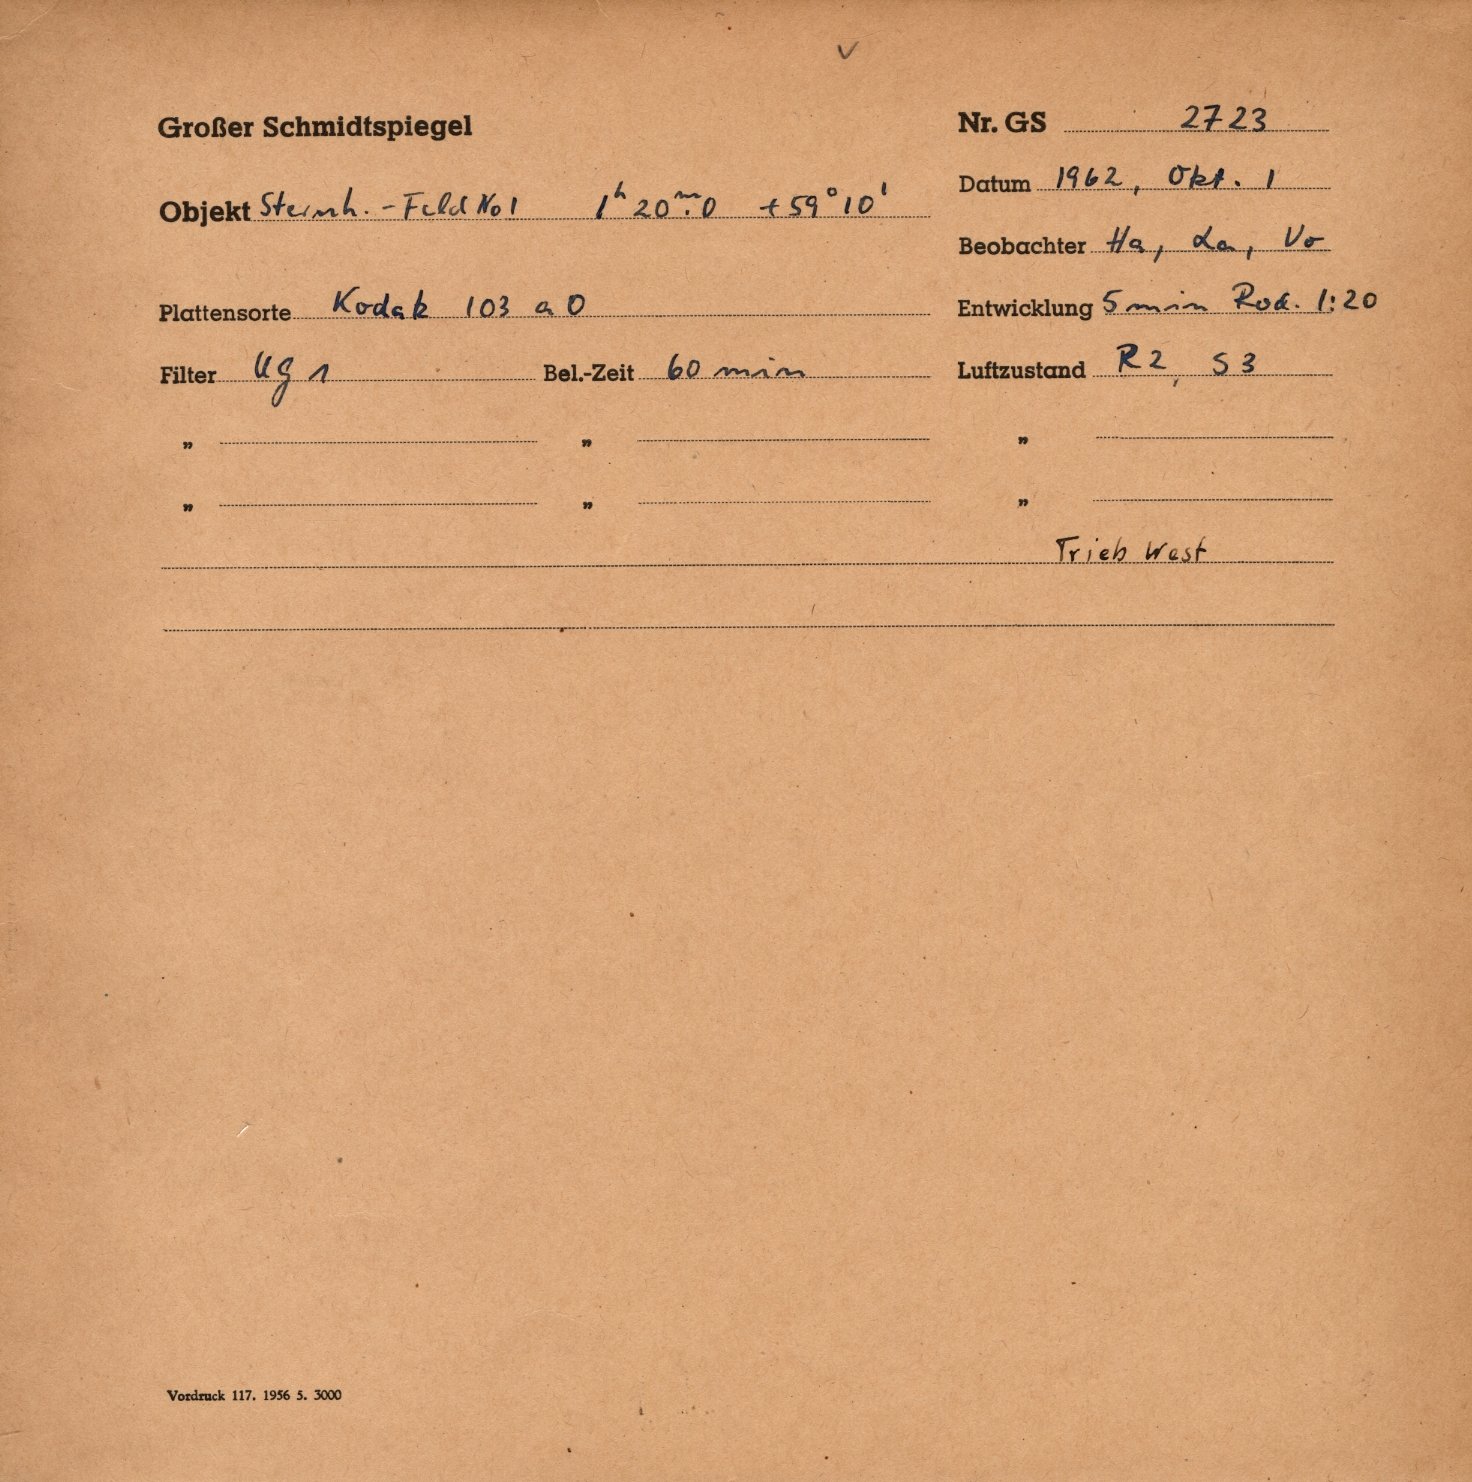 Großer Schmidtspiegel
Nr. GS 2723
Datum 1962, Okt. 1
Objekt Sternh.-Feld No 1 1ʰ 20ᵐ.0 +59° 10'
Beobachter Ha, La, Vo
Plattensorte Kodak 103 a O
Entwicklung 5 min Rod. 1:20
Filter UG 1 Bel.-Zeit 60 min
Luftzustand R 2, S 3
„ „ „
„ „ „
Trieb West
Vordruck 117. 1956 5. 3000